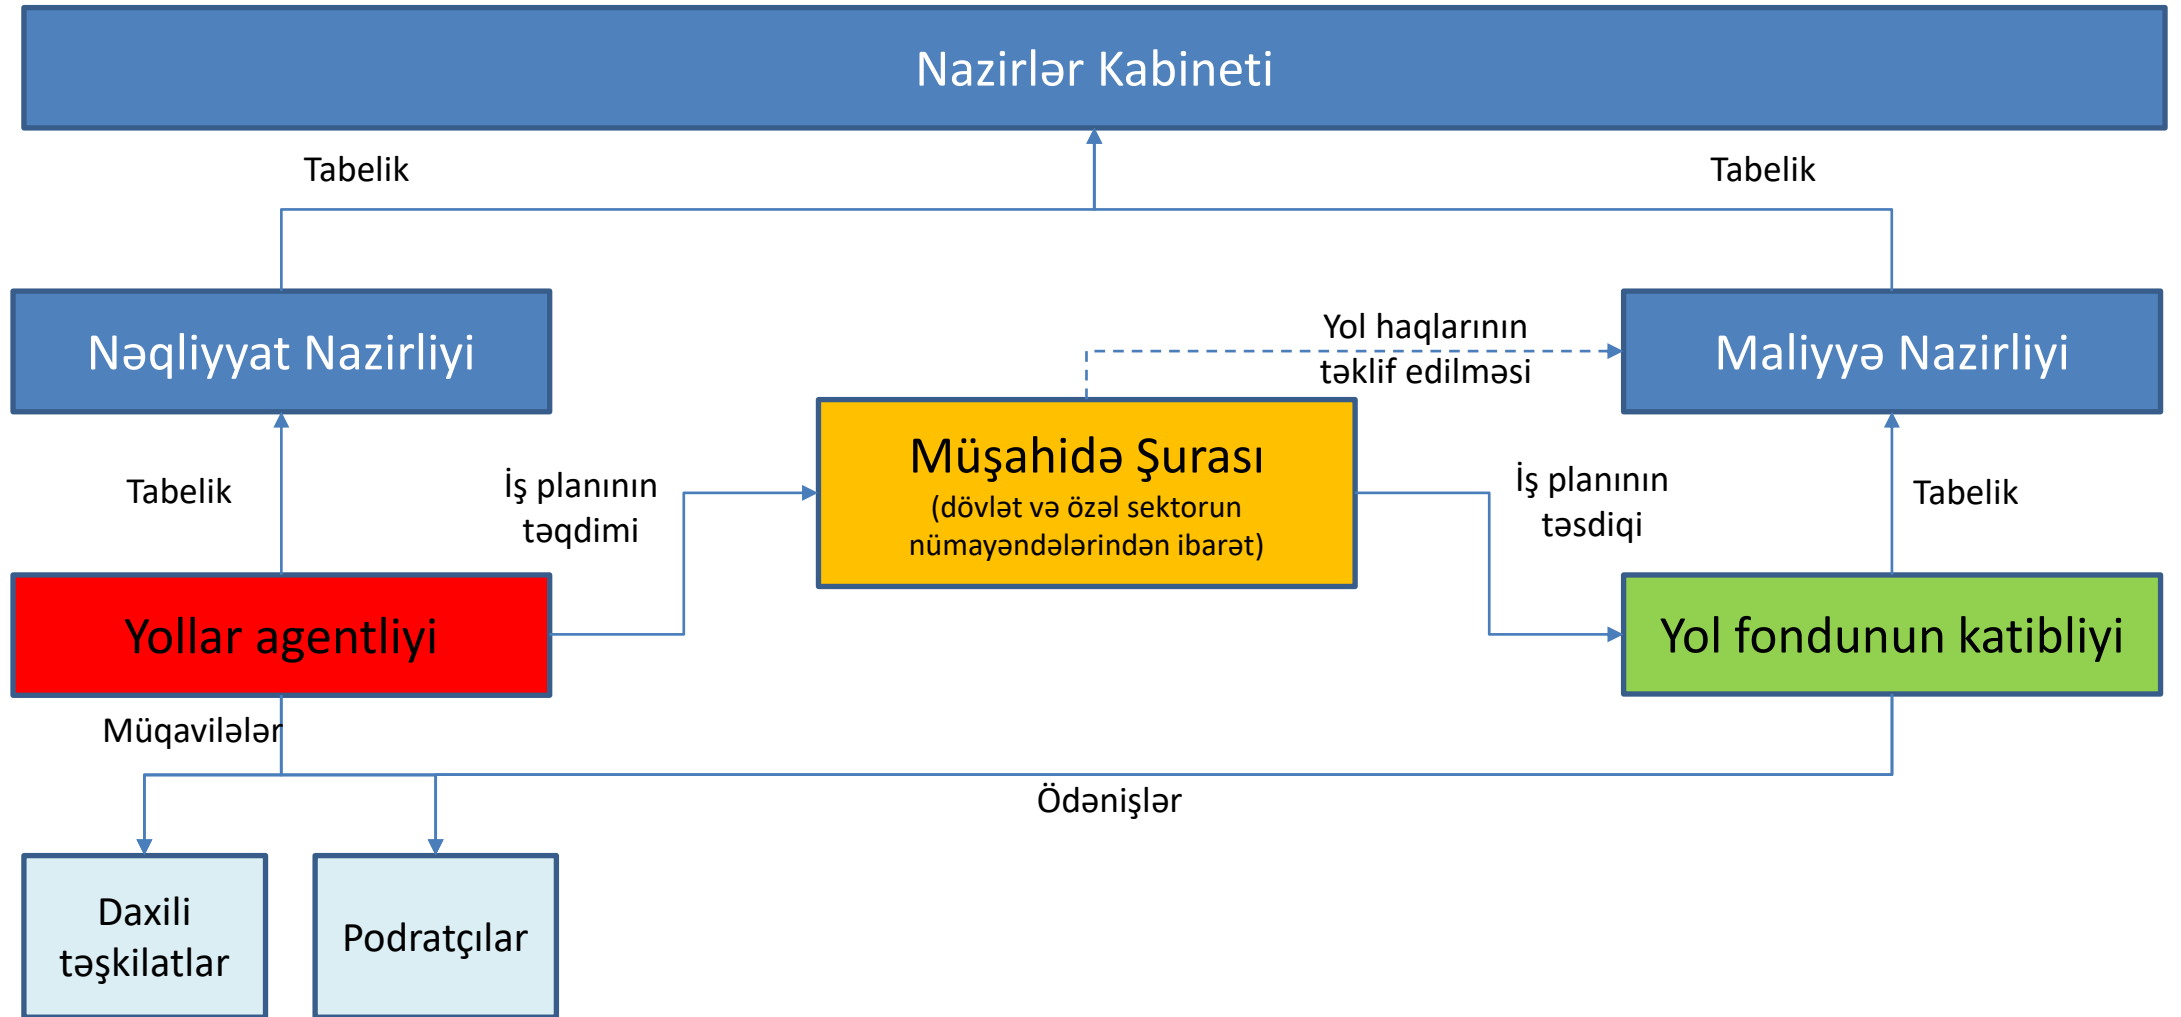 Nazirlər Kabineti
Tabelik
Tabelik
Nəqliyyat Nazirliyi
Yol haqlarının
təklif edilməsi
Maliyyə Nazirliyi
Tabelik
İş planının
təqdimi
Müşahidə Şurası
(dövlət və özəl sektorun
nümayəndələrindən ibarət)
İş planının
təsdiqi
Tabelik
Yollar agentliyi
Yol fondunun katibliyi
Müqavilələr
Ödənişlər
Daxili
təşkilatlar
Podratçılar